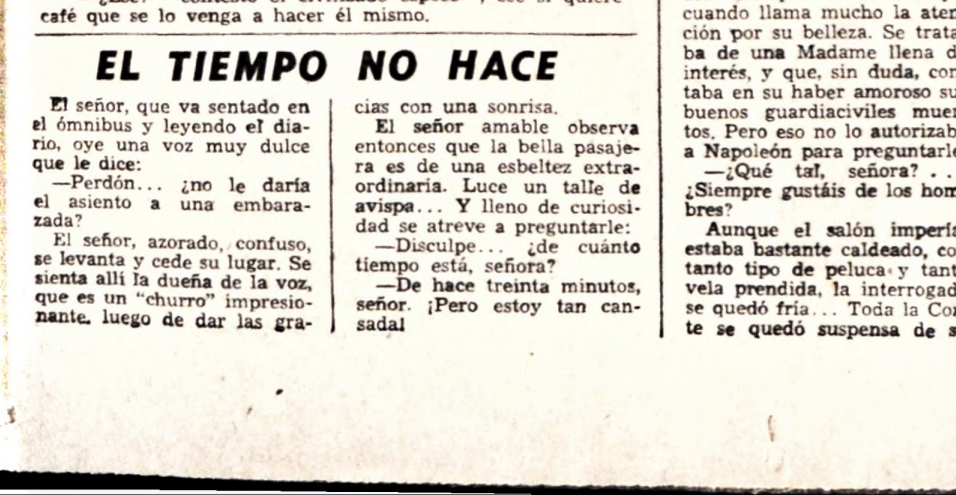 café que se lo venga a hacer él mismo.
EL TIEMPO NO HACE
El señor, que va sentado en
el ómnibus y leyendo el dia-
rio, oye una voz muy dulce
que le dice:
—Perdón... ¿no le daría
el asiento a una embara-
zada?
El señor, azorado, confuso,
se levanta y cede su lugar. Se
sienta allí la dueña de la voz,
que es un "churro" impresio-
nante, luego de dar las gra-
cias con una sonrisa.
El señor amable observa
entonces que la bella pasaje-
ra es de una esbeltez extra-
ordinaria. Luce un talle de
avispa... Y lleno de curiosi-
dad se atreve a preguntarle:
—Disculpe... ¿de cuánto
tiempo está, señora?
—De hace treinta minutos,
señor. ¡Pero estoy tan can-
sada!
cuando llama mucho la aten
ción por su belleza. Se trata
ba de una Madame llena d
interés, y que, sin duda, con
taba en su haber amoroso su
buenos guardiaciviles muer
tos. Pero eso no lo autorizab
a Napoleón para preguntarle
—¿Qué tal, señora? . .
¿Siempre gustáis de los hom
bres?
Aunque el salón imperia
estaba bastante caldeado, co
tanto tipo de peluca y tant
vela prendida, la interrogad
se quedó fría... Toda la Cor
te se quedó suspensa de s